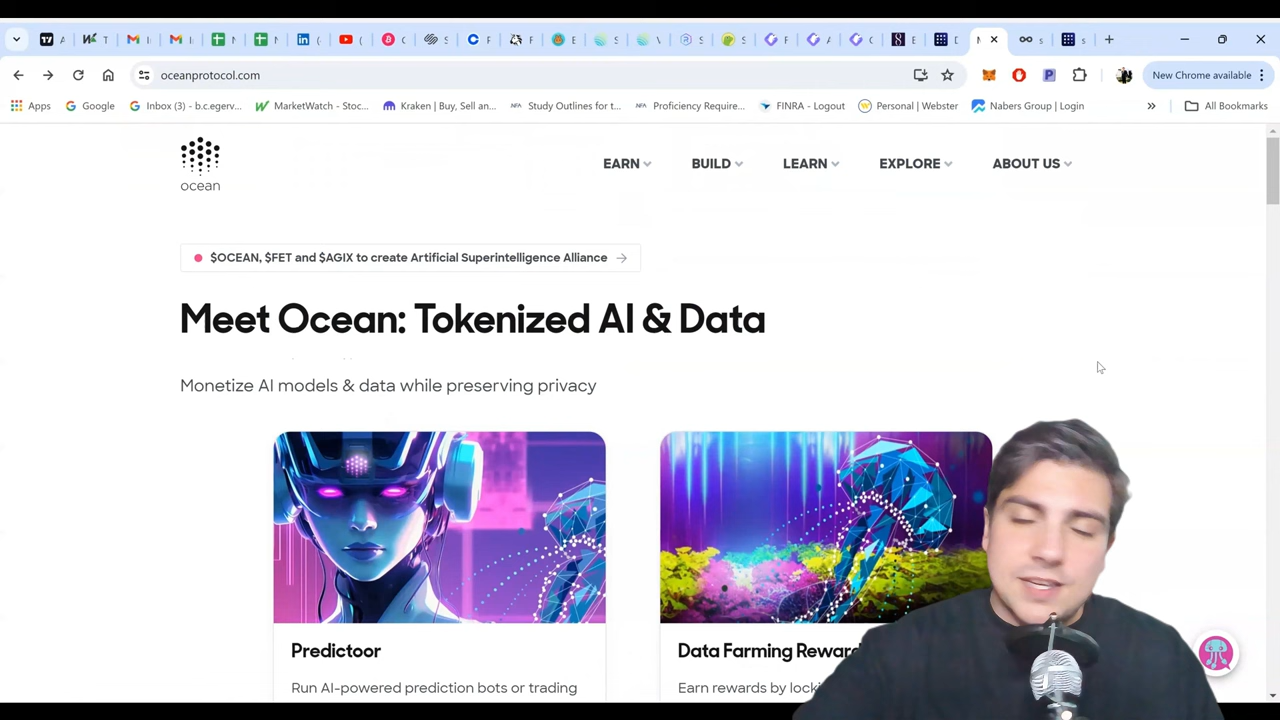 oceanprotocol.com
New Chrome available
Apps
Google
Inbox (3) - b.c.egerv...
MarketWatch - Stoc...
Kraken | Buy, Sell an...
Study Outlines for t...
Proficiency Require...
FINRA - Logout
Personal | Webster
Nabers Group | Login
All Bookmarks
ocean
EARN
BUILD
LEARN
EXPLORE
ABOUT US
$OCEAN, $FET and $AGIX to create Artificial Superintelligence Alliance
Meet Ocean: Tokenized AI & Data
Monetize AI models & data while preserving privacy
Predictoor
Data Farming Reward
Run AI-powered prediction bots or trading
Earn rewards by